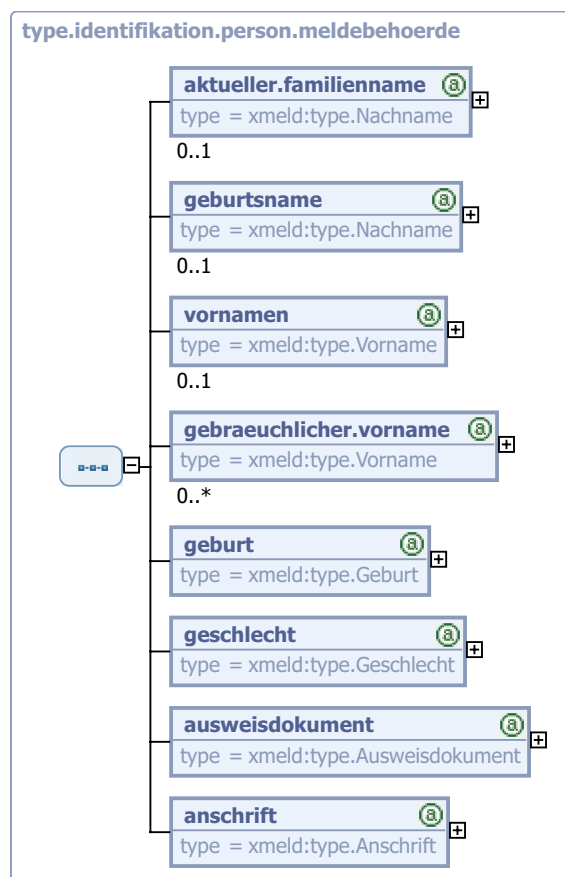 type.identifikation.person.meldebehoerde
aktueller.familienname
type = xmeld:type.Nachname
0..1
geburtsname
type = xmeld:type.Nachname
0..1
vornamen
type = xmeld:type.Vorname
0..1
gebraeuchlicher.vorname
type = xmeld:type.Vorname
0..*
geburt
type = xmeld:type.Geburt
geschlecht
type = xmeld:type.Geschlecht
ausweisdokument
type = xmeld:type.Ausweisdokument
anschrift
type = xmeld:type.Anschrift